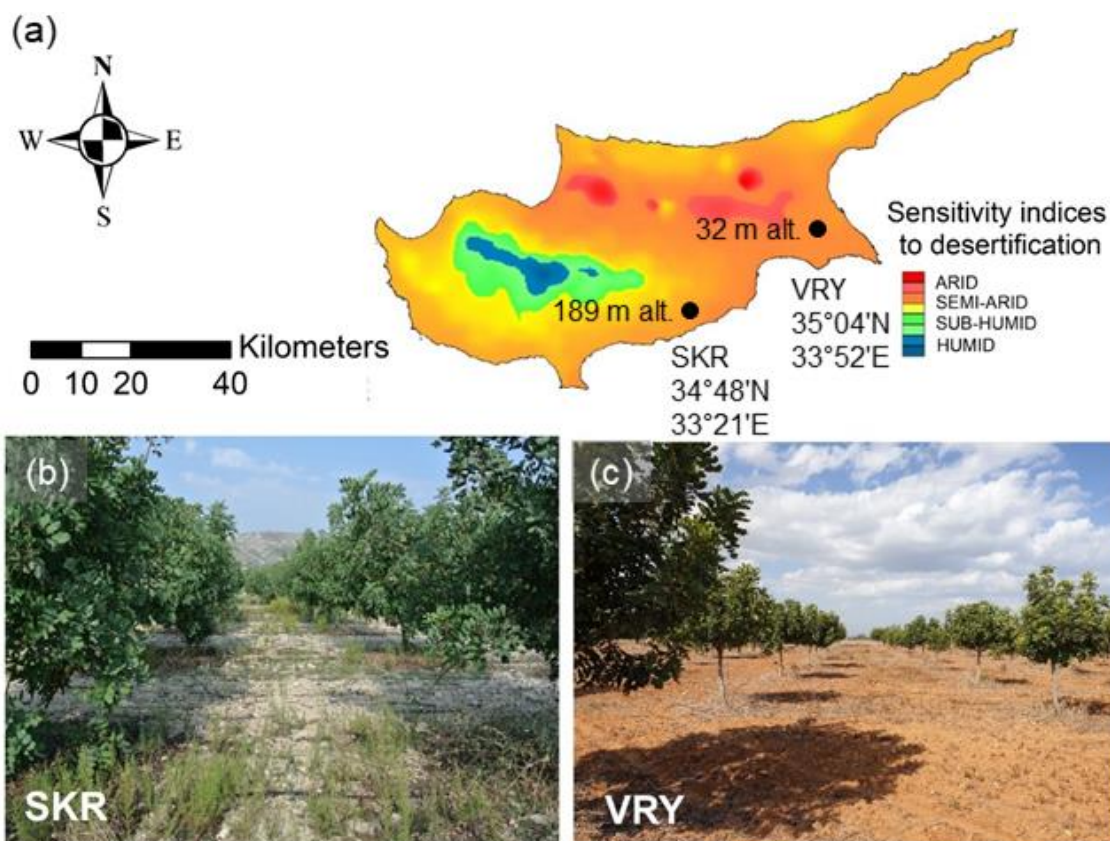 (a)
N
W E
S
Kilometers
0 10 20 40
32 m alt.
189 m alt.
VRY
35°04'N
33°52'E
SKR
34°48'N
33°21'E
Sensitivity indices
to desertification
ARID
SEMI-ARID
SUB-HUMID
HUMID
(b)
SKR
(c)
VRY